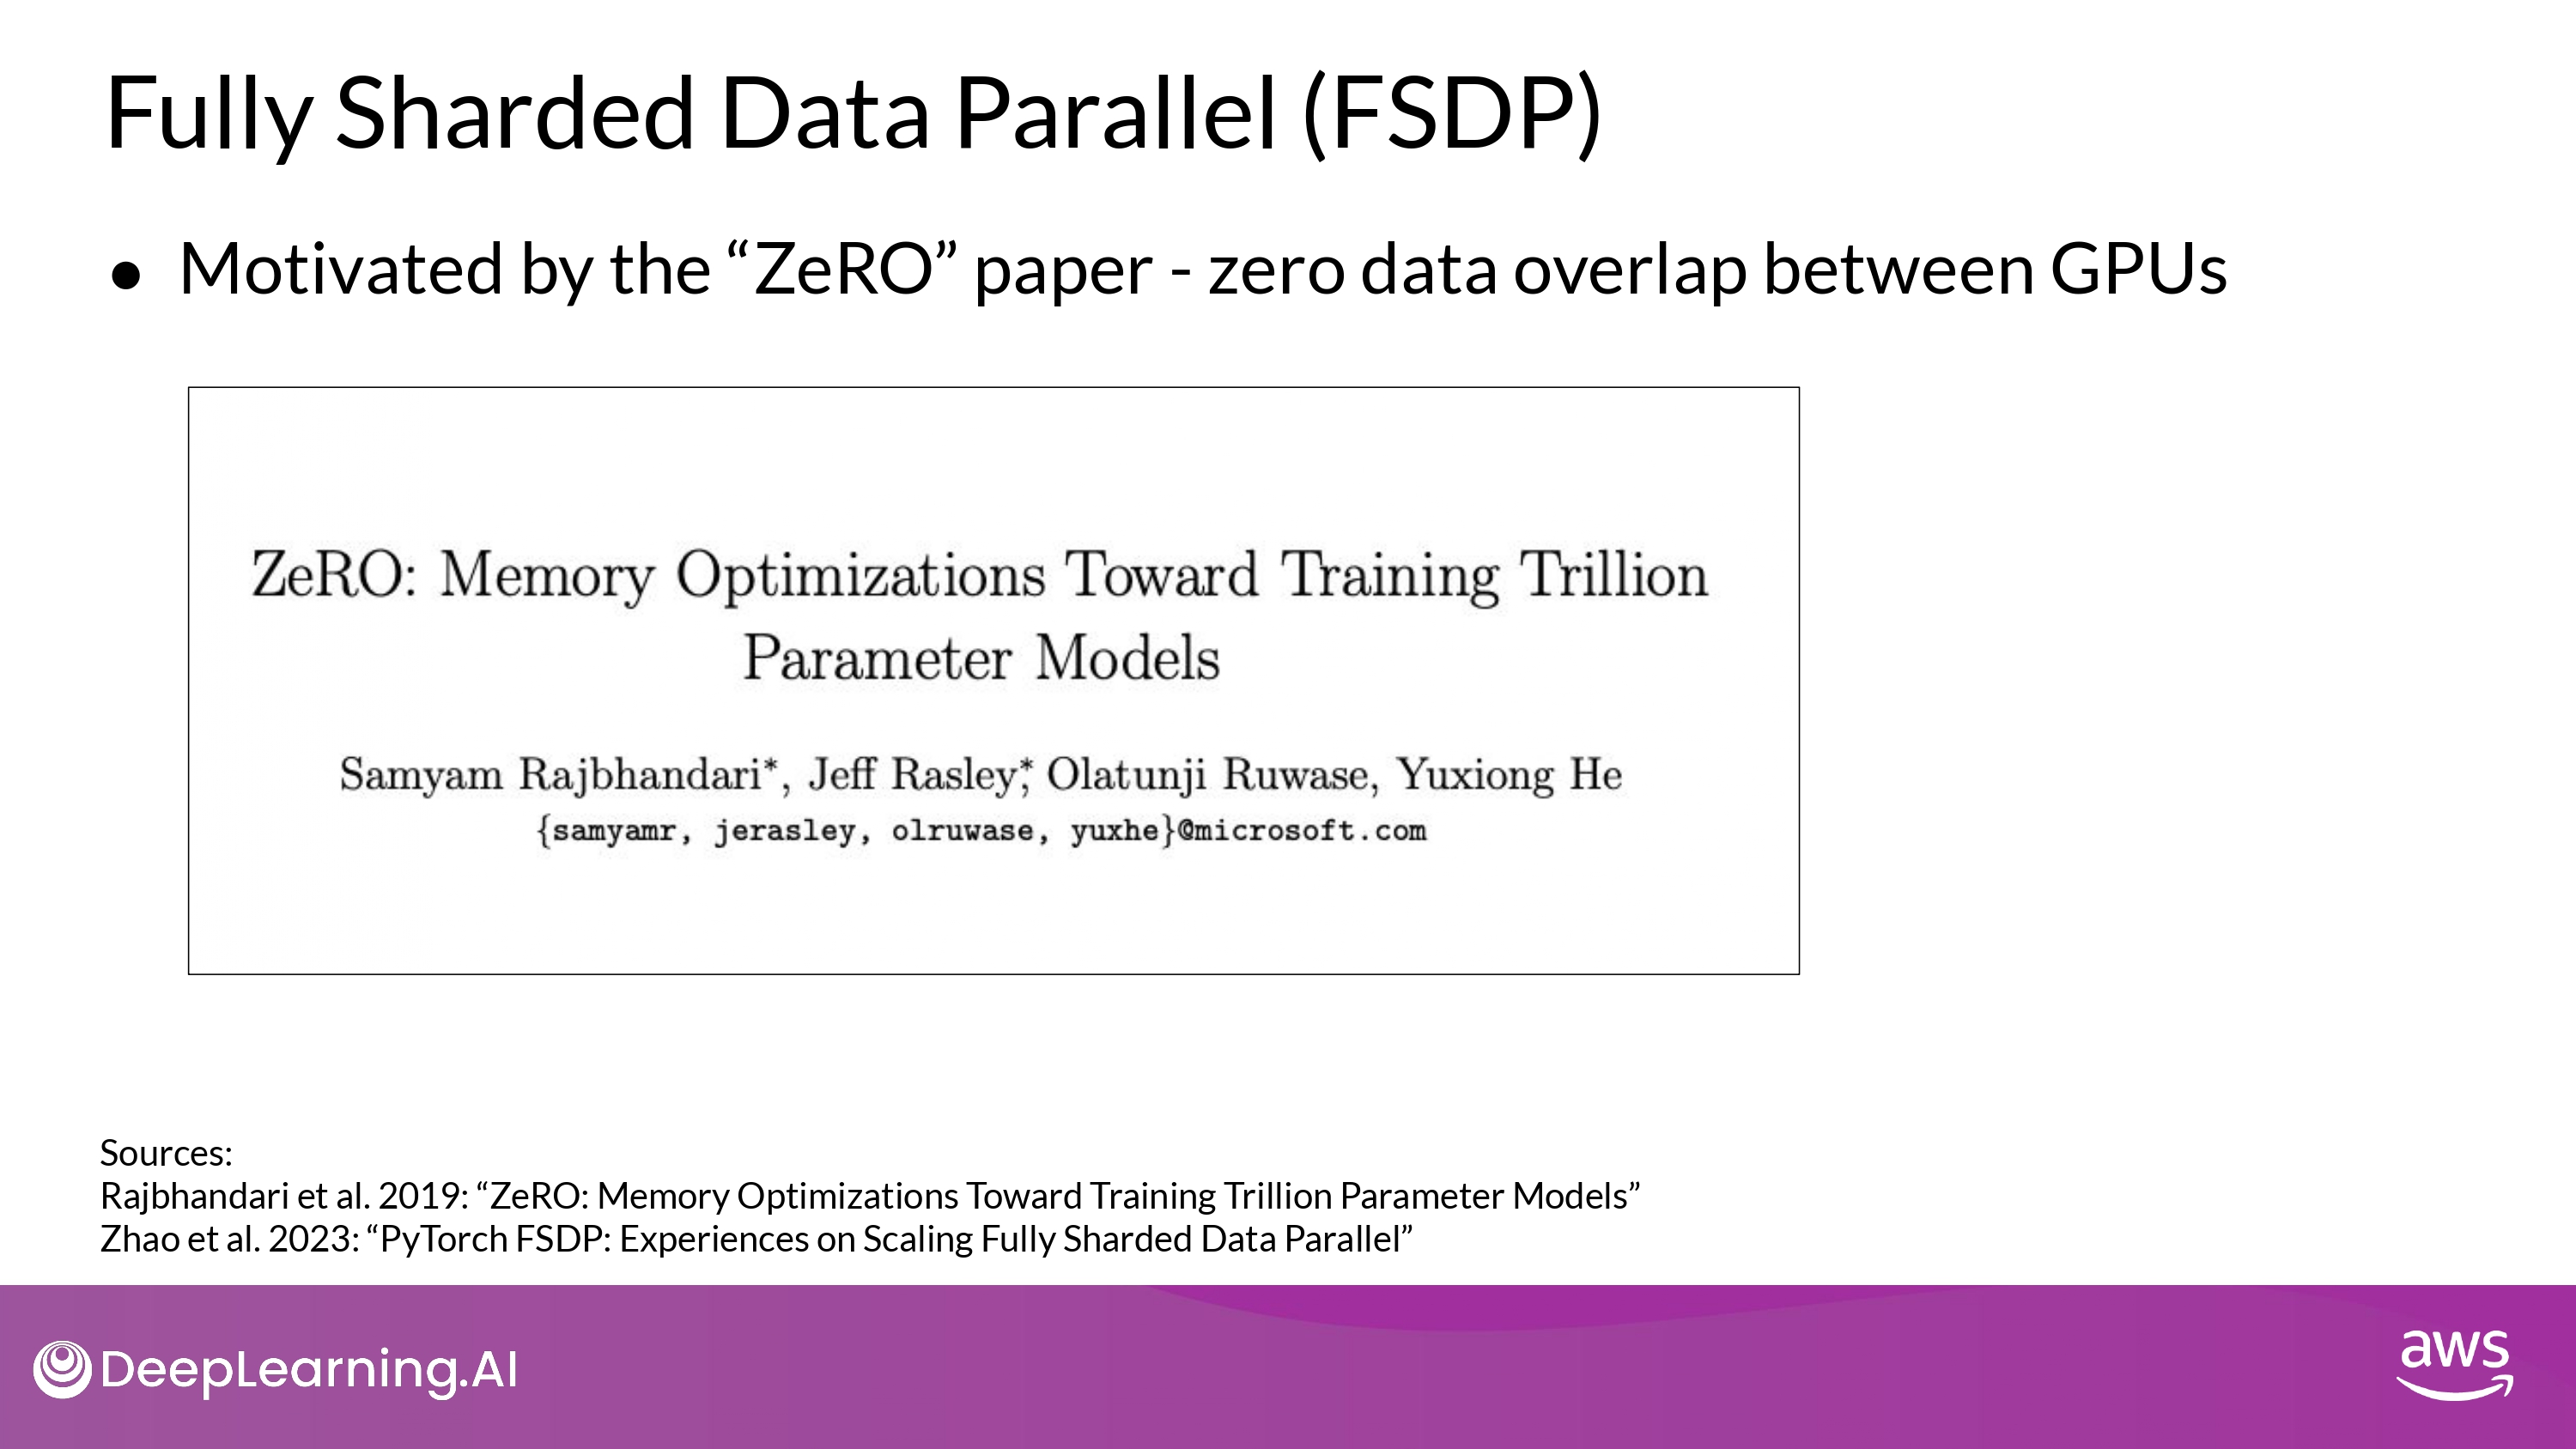 Fully Sharded Data Parallel (FSDP)
● Motivated by the “ZeRO” paper - zero data overlap between GPUs
ZeRO: Memory Optimizations Toward Training Trillion
Parameter Models
Samyam Rajbhandari*, Jeff Rasley*, Olatunji Ruwase, Yuxiong He
{samyamr, jerasley, olruwase, yuxhe}@microsoft.com
Sources:
Rajbhandari et al. 2019: “ZeRO: Memory Optimizations Toward Training Trillion Parameter Models”
Zhao et al. 2023: “PyTorch FSDP: Experiences on Scaling Fully Sharded Data Parallel”
DeepLearning.AI
aws